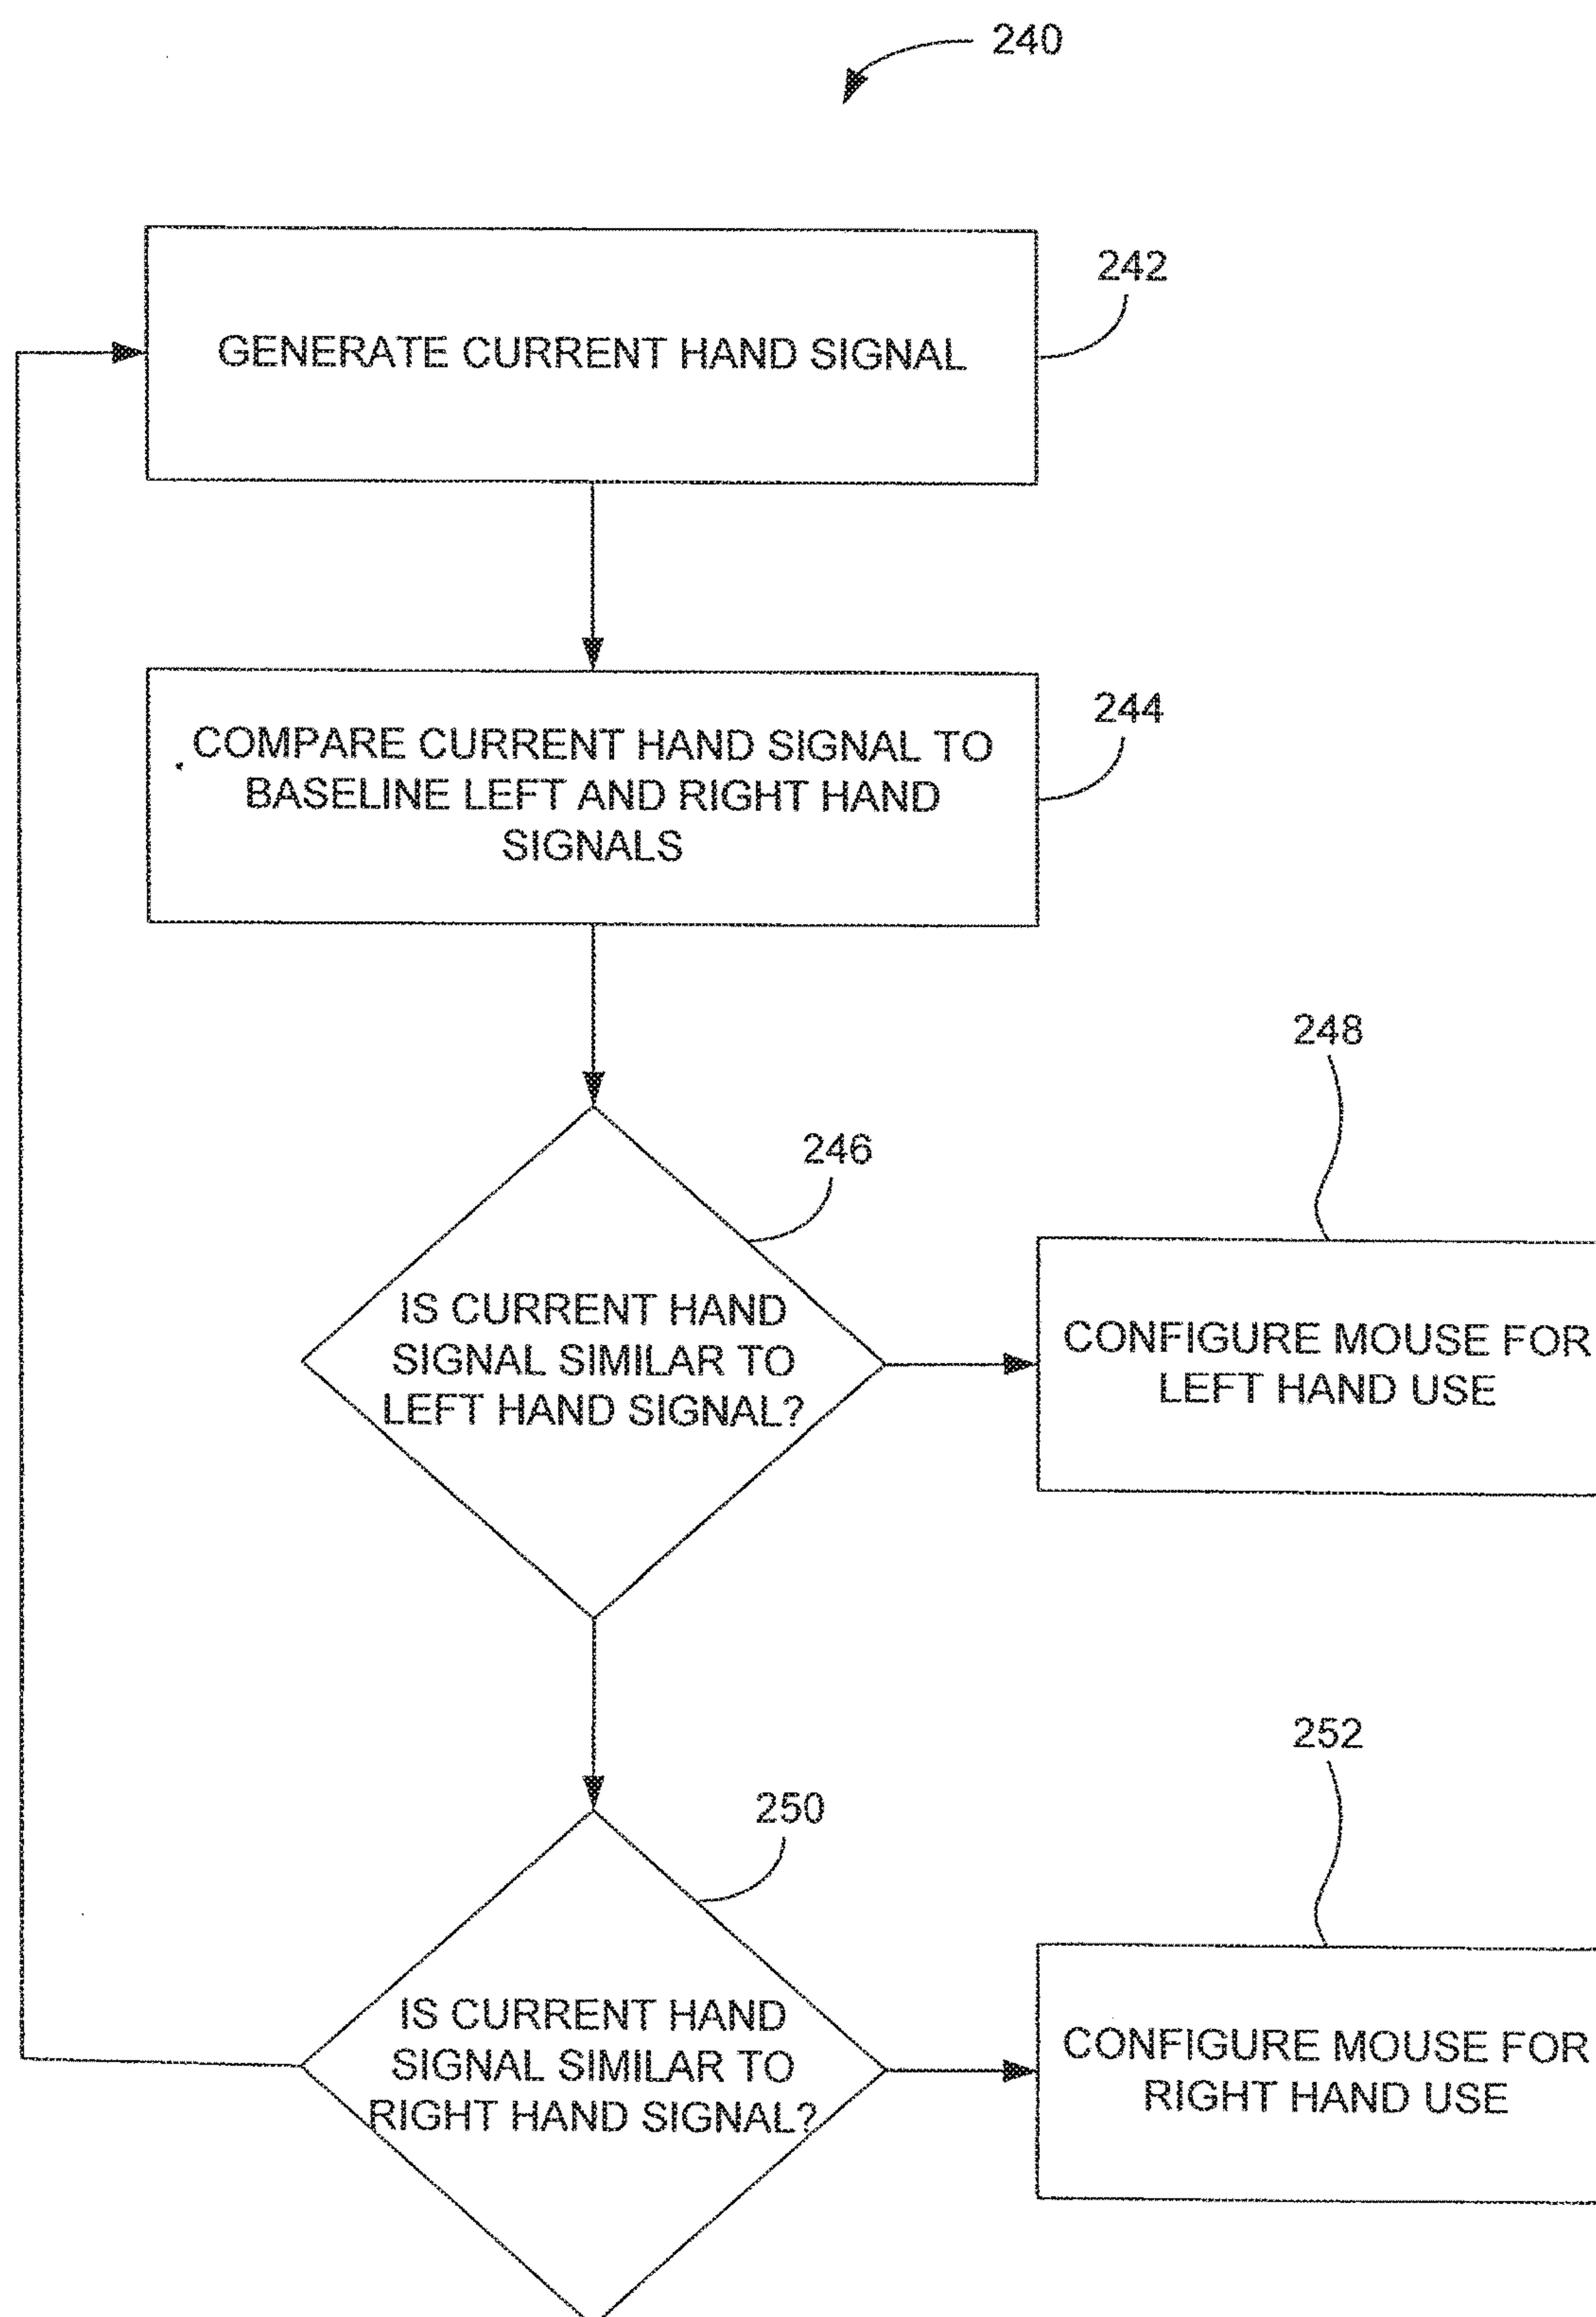 240
242
GENERATE CURRENT HAND SIGNAL
244
COMPARE CURRENT HAND SIGNAL TO
BASELINE LEFT AND RIGHT HAND
SIGNALS
246
248
IS CURRENT HAND
SIGNAL SIMILAR TO
LEFT HAND SIGNAL?
CONFIGURE MOUSE FOR
LEFT HAND USE
250
252
IS CURRENT HAND
SIGNAL SIMILAR TO
RIGHT HAND SIGNAL?
CONFIGURE MOUSE FOR
RIGHT HAND USE